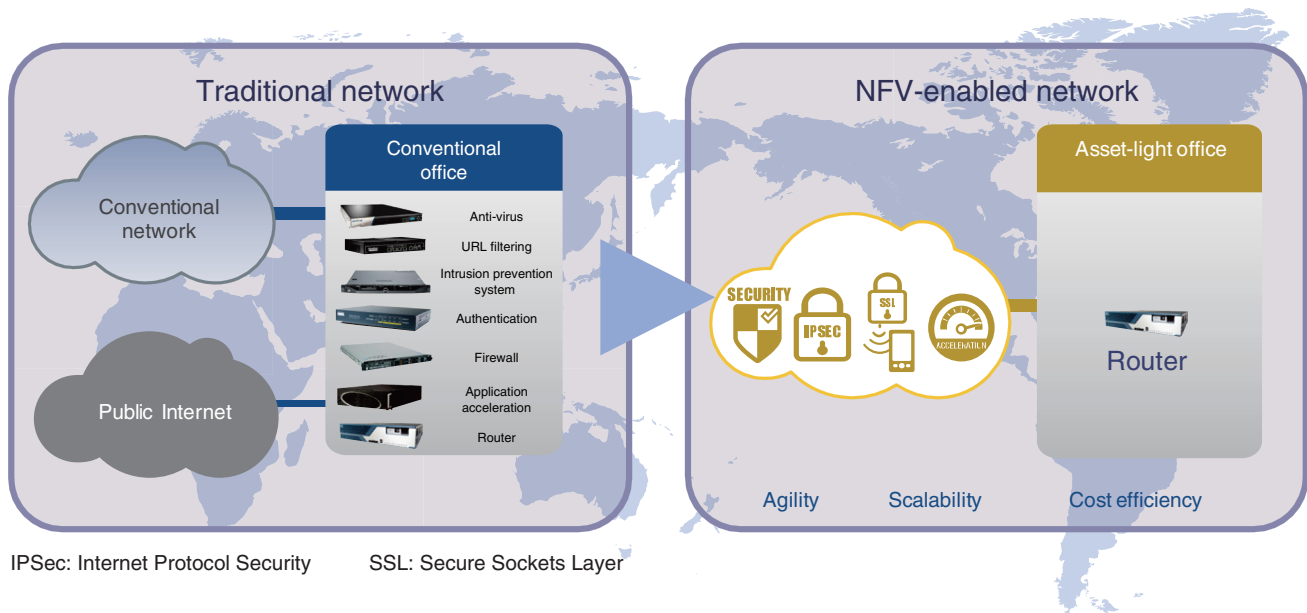 Traditional network
Conventional
network
Public Internet
Conventional
office
Anti-virus
URL filtering
Intrusion prevention
system
Authentication
Firewall
Application
acceleration
Router
NFV-enabled network
SECURITY
IPSEC
SSL
ACCELERATION
Asset-light office
Router
Agility
Scalability
Cost efficiency
IPSec: Internet Protocol Security
SSL: Secure Sockets Layer